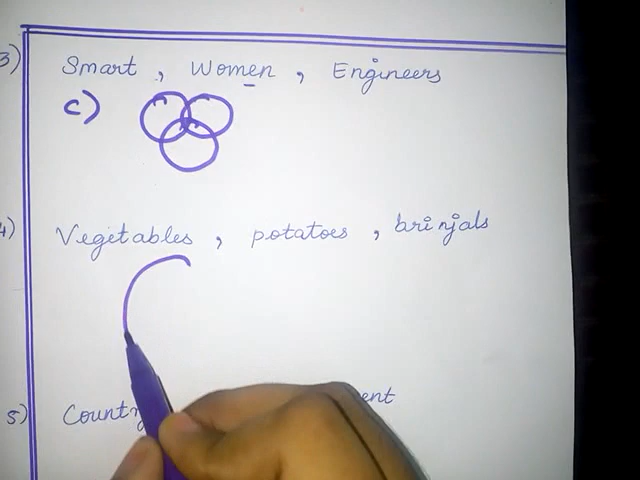 3) Smart , Women , Engineers
c)
4) Vegetables , potatoes , brinjals
5)